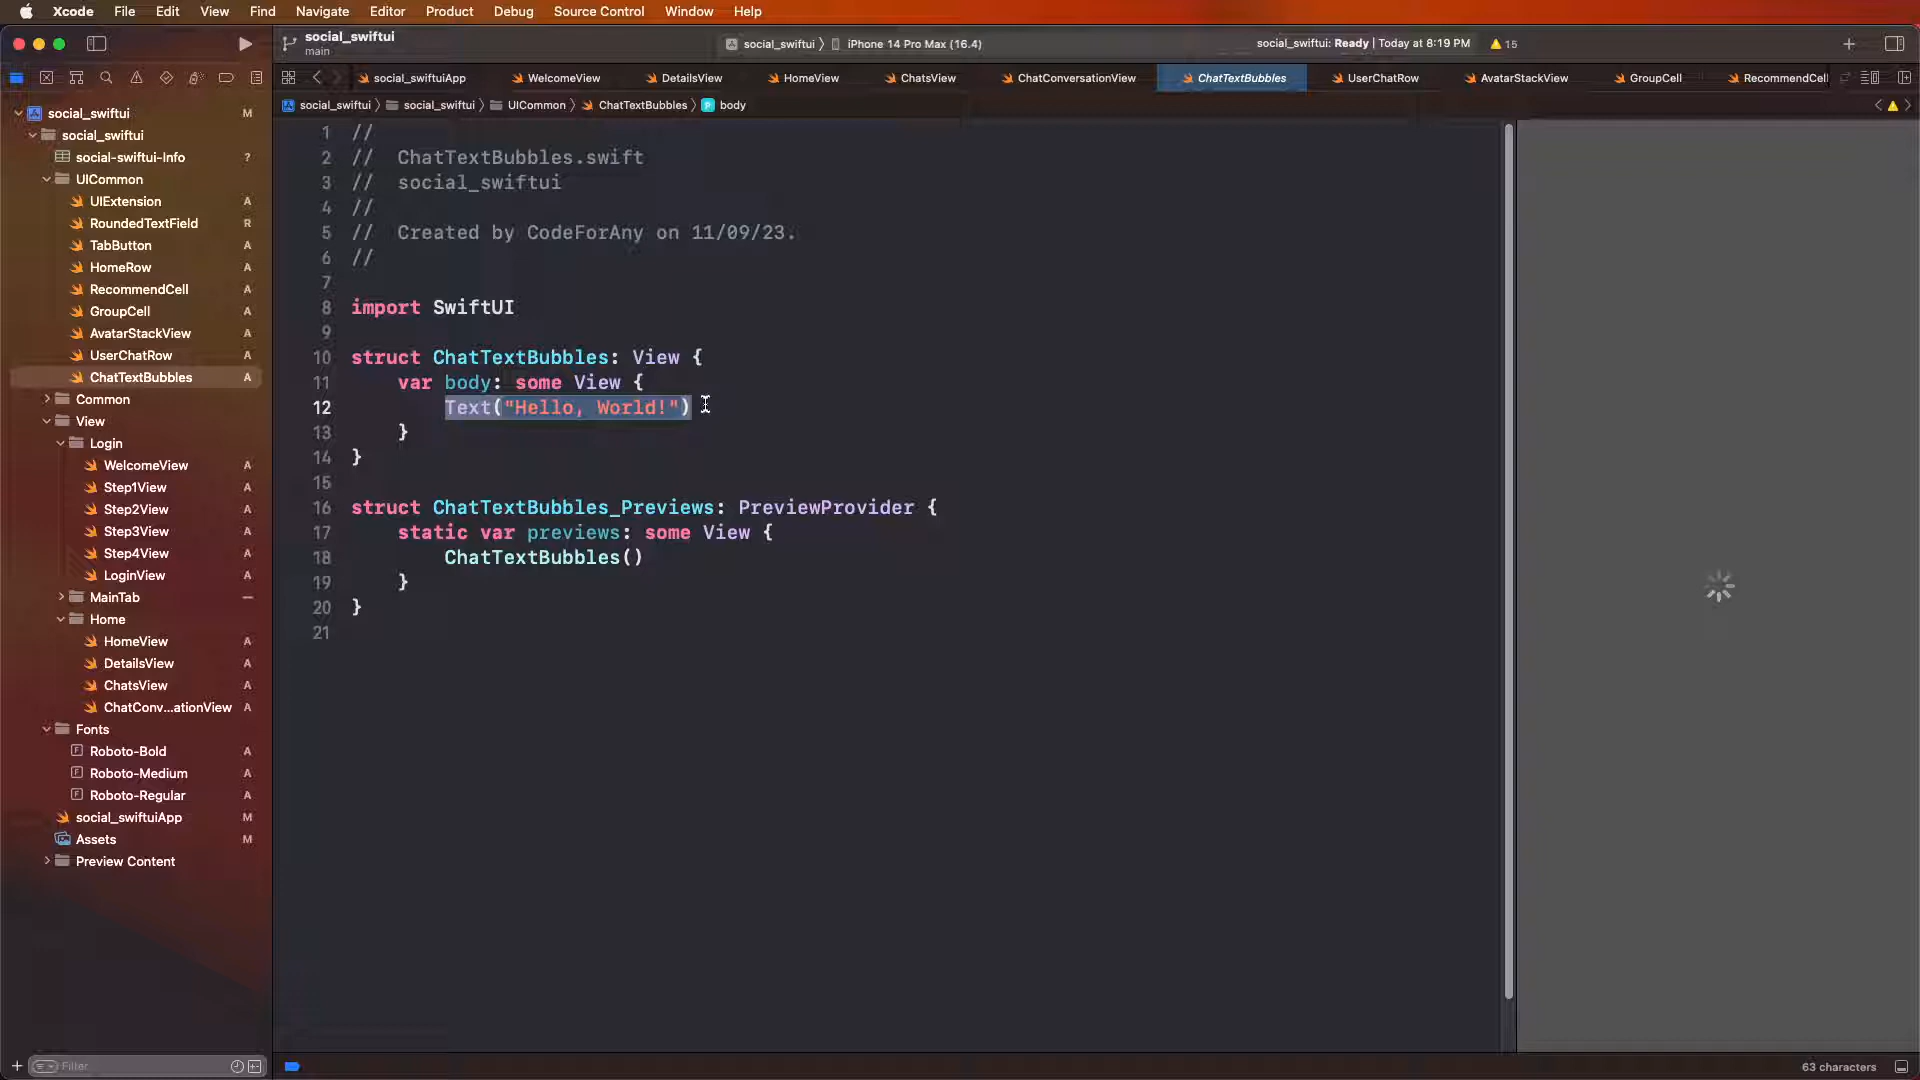 Xcode File Edit View Find Navigate Editor Product Debug Source Control Window Help
social_swiftui
main
social_swiftui iPhone 14 Pro Max (16.4)
social_swiftui: Ready | Today at 8:19 PM 15
social_swiftuiApp WelcomeView DetailsView HomeView ChatsView ChatConversationView ChatTextBubbles UserChatRow AvatarStackView GroupCell RecommendCell
social_swiftui social_swiftui UICommon ChatTextBubbles body
social_swiftui M
social_swiftui
social-swiftui-Info ?
UICommon
UIExtension A
RoundedTextField R
TabButton A
HomeRow A
RecommendCell A
GroupCell A
AvatarStackView A
UserChatRow A
ChatTextBubbles A
Common
View
Login
WelcomeView A
Step1View A
Step2View A
Step3View A
Step4View A
LoginView A
MainTab
Home
HomeView A
DetailsView A
ChatsView A
ChatConv...ationView A
Fonts
Roboto-Bold A
Roboto-Medium A
Roboto-Regular A
social_swiftuiApp M
Assets M
Preview Content
Filter
1 //
2 // ChatTextBubbles.swift
3 // social_swiftui
4 //
5 // Created by CodeForAny on 11/09/23.
6 //
7
8 import SwiftUI
9
10 struct ChatTextBubbles: View {
11 var body: some View {
12 Text("Hello, World!")
13 }
14 }
15
16 struct ChatTextBubbles_Previews: PreviewProvider {
17 static var previews: some View {
18 ChatTextBubbles()
19 }
20 }
21
63 characters